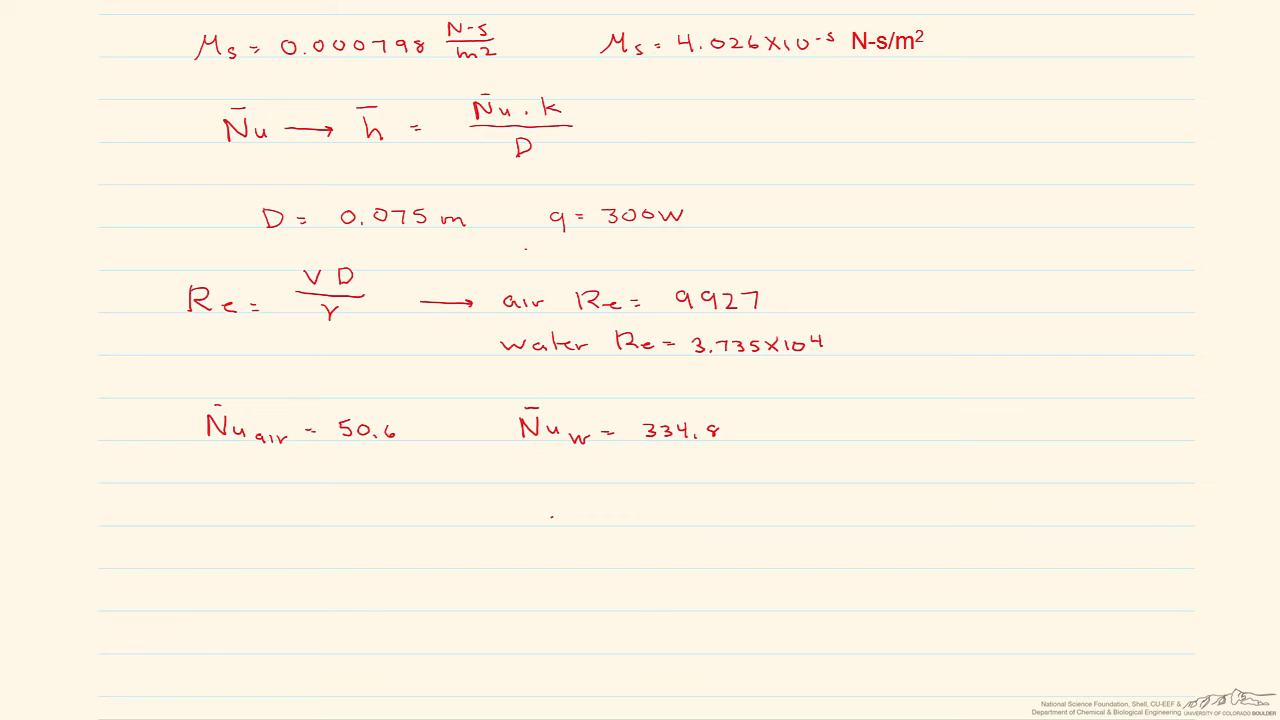 μs = 0.000798 N-s/m2 μs = 4.026x10-5 N-s/m2
N̄u → h̄ = N̄u · k / D
D = 0.075 m q = 300W
Re = V D / ν → air Re = 9927
water Re = 3.735x10^4
N̄u air = 50.6 N̄u w = 334.8
National Science Foundation, Shell, CU-EEF &
Department of Chemical & Biological Engineering UNIVERSITY OF COLORADO BOULDER